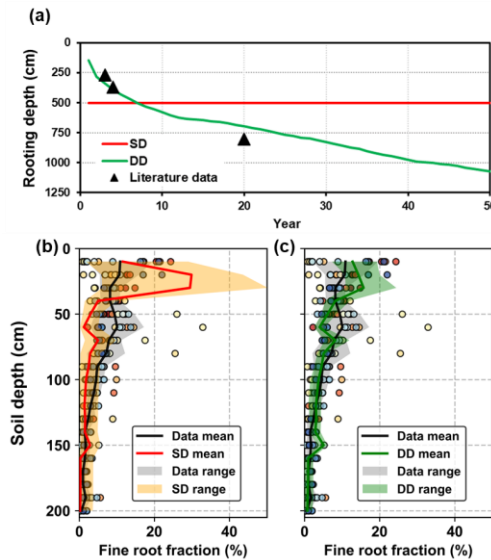 (a)
0
250
500
750
1000
1250
Rooting depth (cm)
SD
DD
Literature data
0 10 20 30 40 50
Year
(b) (c)
0
50
100
150
200
Soil depth (cm)
Data mean
SD mean
Data range
SD range
Data mean
DD mean
Data range
DD range
0 20 40 0 20 40
Fine root fraction (%) Fine root fraction (%)